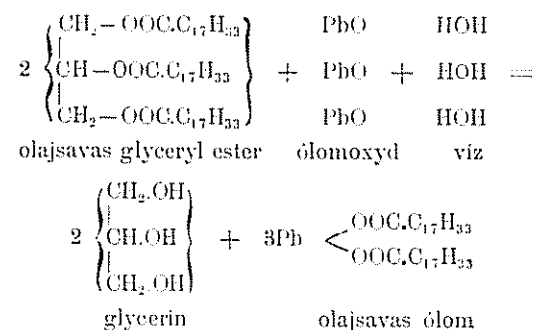 CH₂—OOC.C₁₇H₃₃ PbO HOH
2 CH—OOC.C₁₇H₃₃ + PbO + HOH =
CH₂—OOC.C₁₇H₃₃ PbO HOH
olajsavas glyceryl ester ólomoxyd víz
CH₂.OH
OOC.C₁₇H₃₃
2 CH.OH + 3Pb <
OOC.C₁₇H₃₃
CH₂.OH
glycerin olajsavas ólom